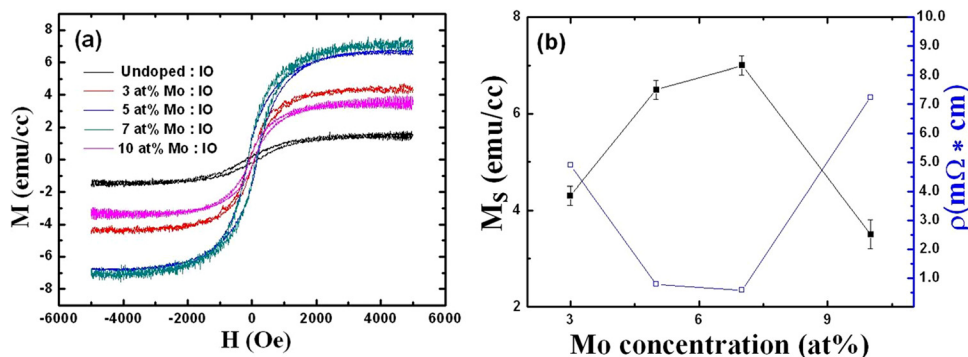 (a)
M (emu/cc)
8
6
4
2
0
-2
-4
-6
-8
Undoped : IO
3 at% Mo : IO
5 at% Mo : IO
7 at% Mo : IO
10 at% Mo : IO
-6000 -4000 -2000 0 2000 4000 6000
H (Oe)
(b)
Ms (emu/cc)
8
6
4
2
3 6 9
Mo concentration (at%)
10.0
9.0
8.0
7.0
6.0
5.0
4.0
3.0
2.0
1.0
ρ(mΩ * cm)